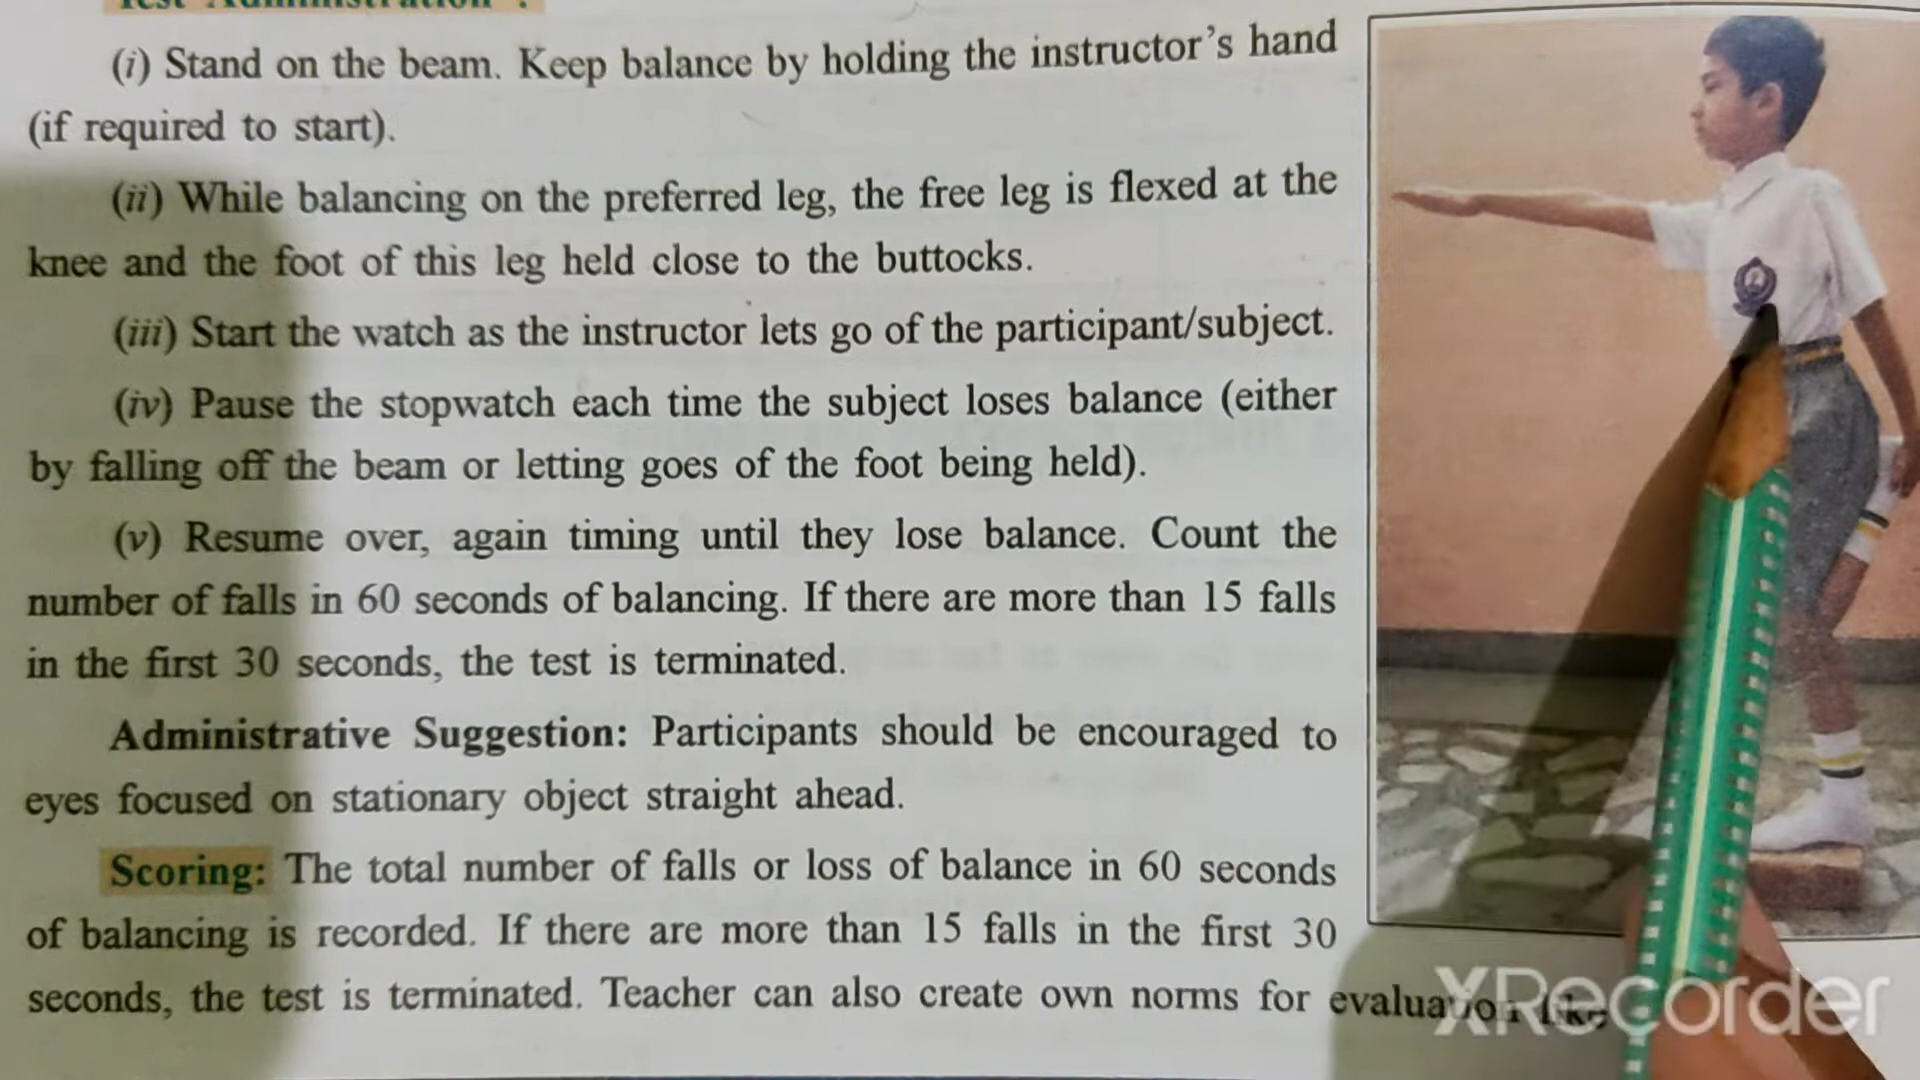 Test Administration :
(i) Stand on the beam. Keep balance by holding the instructor's hand
(if required to start).
(ii) While balancing on the preferred leg, the free leg is flexed at the
knee and the foot of this leg held close to the buttocks.
(iii) Start the watch as the instructor lets go of the participant/subject.
(iv) Pause the stopwatch each time the subject loses balance (either
by falling off the beam or letting goes of the foot being held).
(v) Resume over, again timing until they lose balance. Count the
number of falls in 60 seconds of balancing. If there are more than 15 falls
in the first 30 seconds, the test is terminated.
Administrative Suggestion: Participants should be encouraged to
eyes focused on stationary object straight ahead.
Scoring: The total number of falls or loss of balance in 60 seconds
of balancing is recorded. If there are more than 15 falls in the first 30
seconds, the test is terminated. Teacher can also create own norms for evaluation like
XRecorder